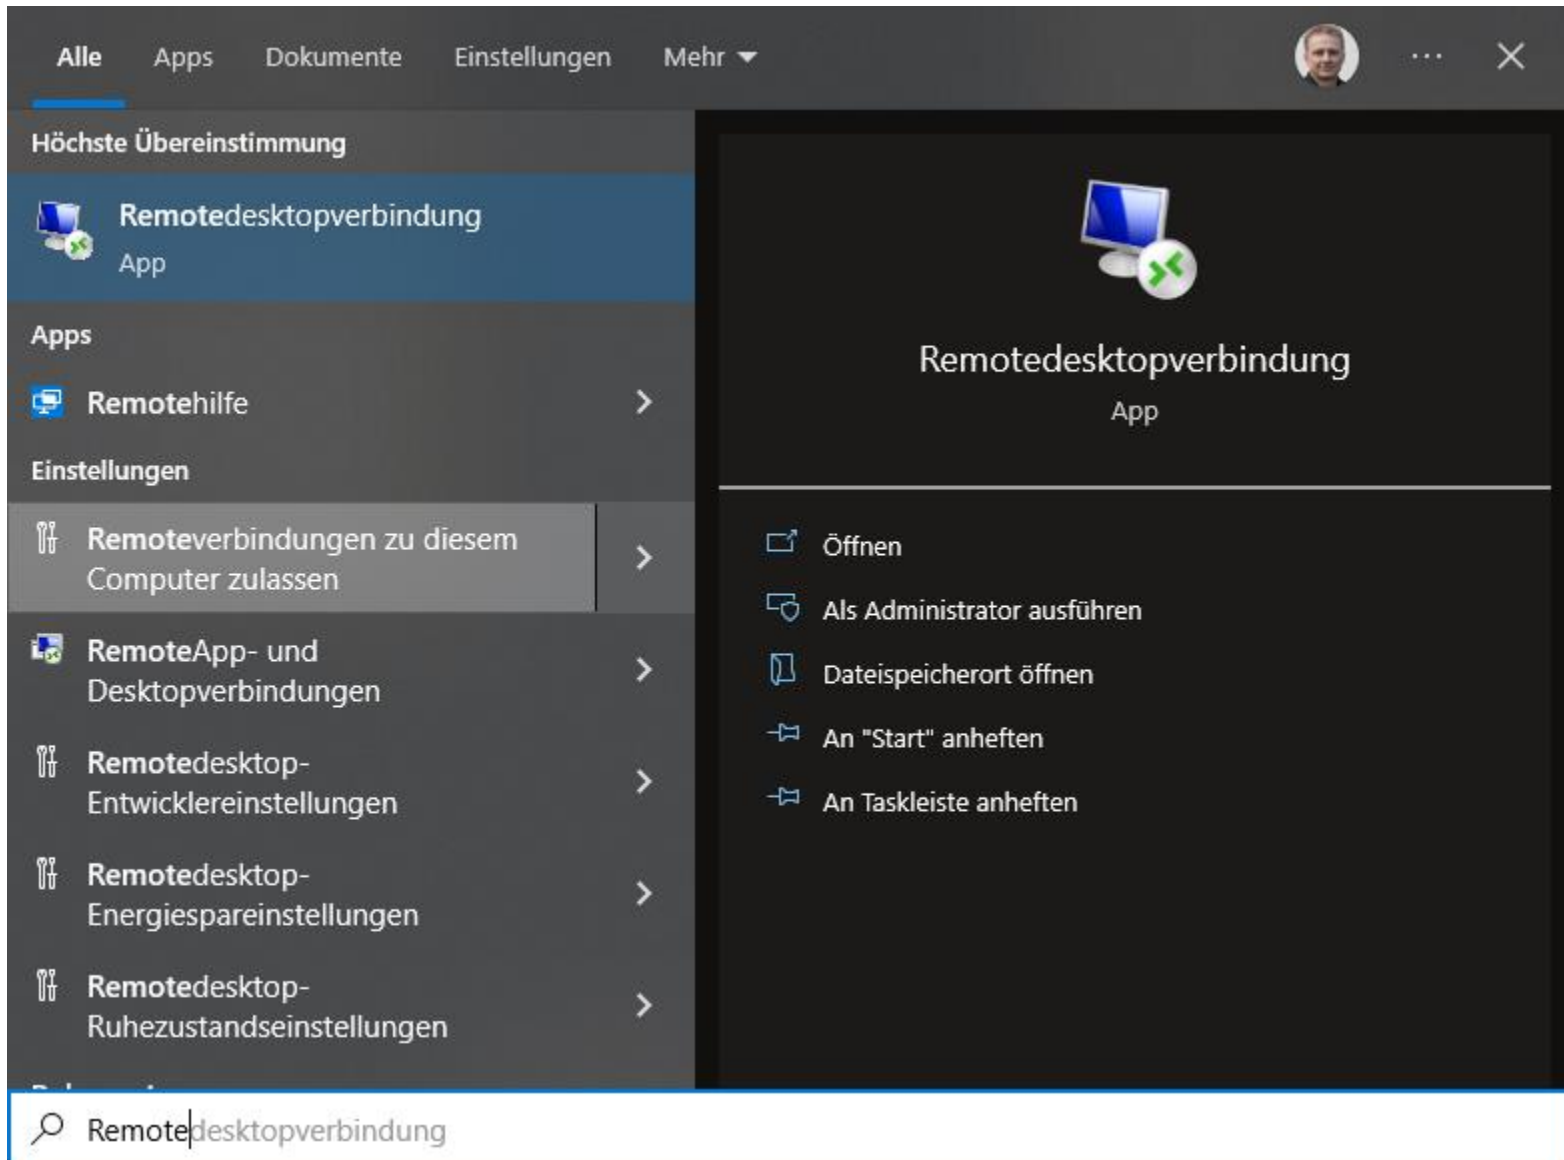 Alle Apps Dokumente Einstellungen Mehr
Höchste Übereinstimmung
Remotedesktopverbindung
App
Apps
Remotehilfe
Einstellungen
Remoteverbindungen zu diesem
Computer zulassen
RemoteApp- und
Desktopverbindungen
Remotedesktop-
Entwicklereinstellungen
Remotedesktop-
Energiespareinstellungen
Remotedesktop-
Ruhezustandseinstellungen
Remotedesktopverbindung
App
Öffnen
Als Administrator ausführen
Dateispeicherort öffnen
An "Start" anheften
An Taskleiste anheften
Remotedesktopverbindung